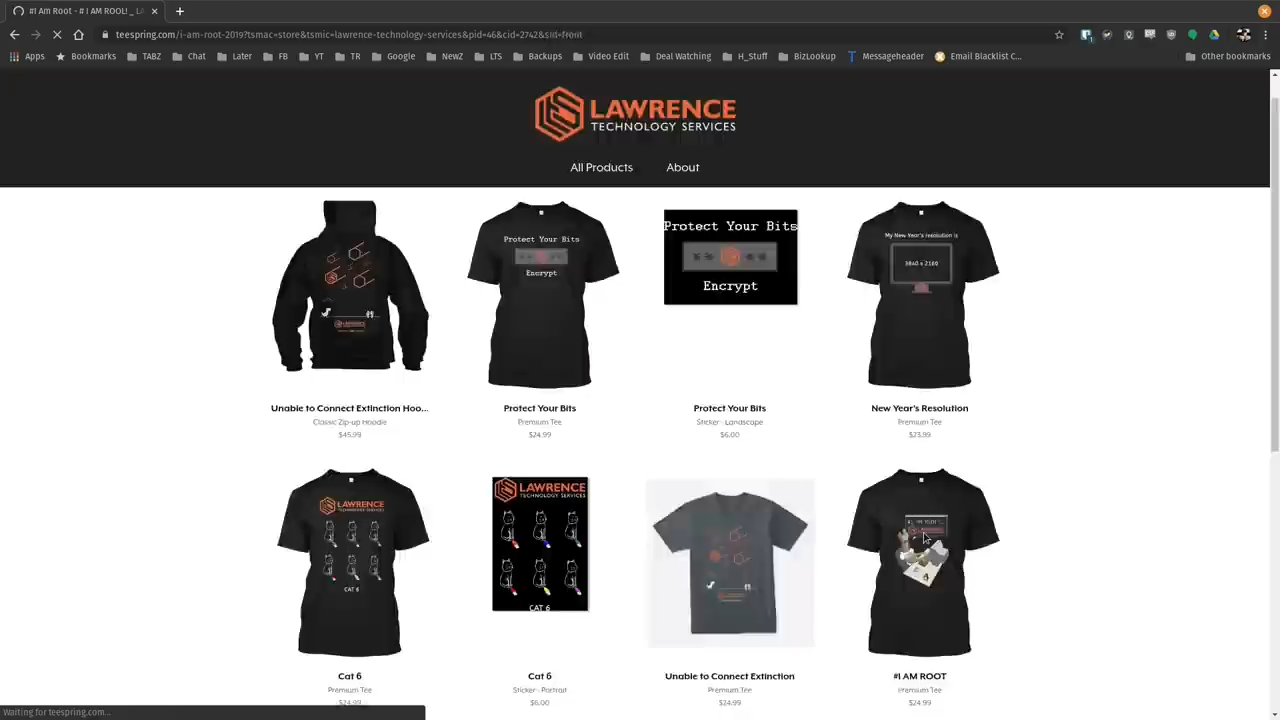 #I Am Root - # I AM ROOL! _ LA
teespring.com/i-am-root-2019?tsmac=store&tsmic=lawrence-technology-services&pid=46&cid=2742&sid=front
Apps Bookmarks TABZ Chat Later FB YT TR Google NewZ LTS Backups Video Edit Deal Watching H_Stuff BizLookup Messageheader Email Blacklist C... Other bookmarks
LAWRENCE
TECHNOLOGY SERVICES
All Products About
Protect Your Bits
Encrypt
Protect Your Bits
Encrypt
My New Year's resolution is
3840 x 2160
Unable to Connect Extinction Hoo...
Classic Zip-up Hoodie
$45.99
Protect Your Bits
Premium Tee
$24.99
Protect Your Bits
Sticker - Landscape
$6.00
New Year's Resolution
Premium Tee
$23.99
LAWRENCE
TECHNOLOGY SERVICES
CAT 6
LAWRENCE
TECHNOLOGY SERVICES
CAT 6
Cat 6
Premium Tee
$24.99
Cat 6
Sticker - Portrait
$6.00
Unable to Connect Extinction
Premium Tee
$24.99
#I AM ROOT
Premium Tee
$24.99
Waiting for teespring.com...